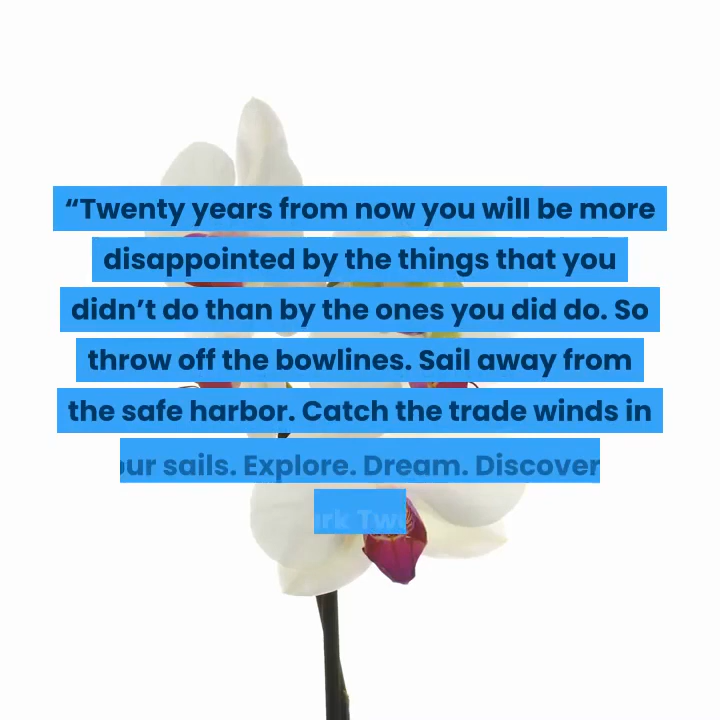 “Twenty years from now you will be more
disappointed by the things that you
didn’t do than by the ones you did do. So
throw off the bowlines. Sail away from
the safe harbor. Catch the trade winds in
our sails. Explore. Dream. Discover